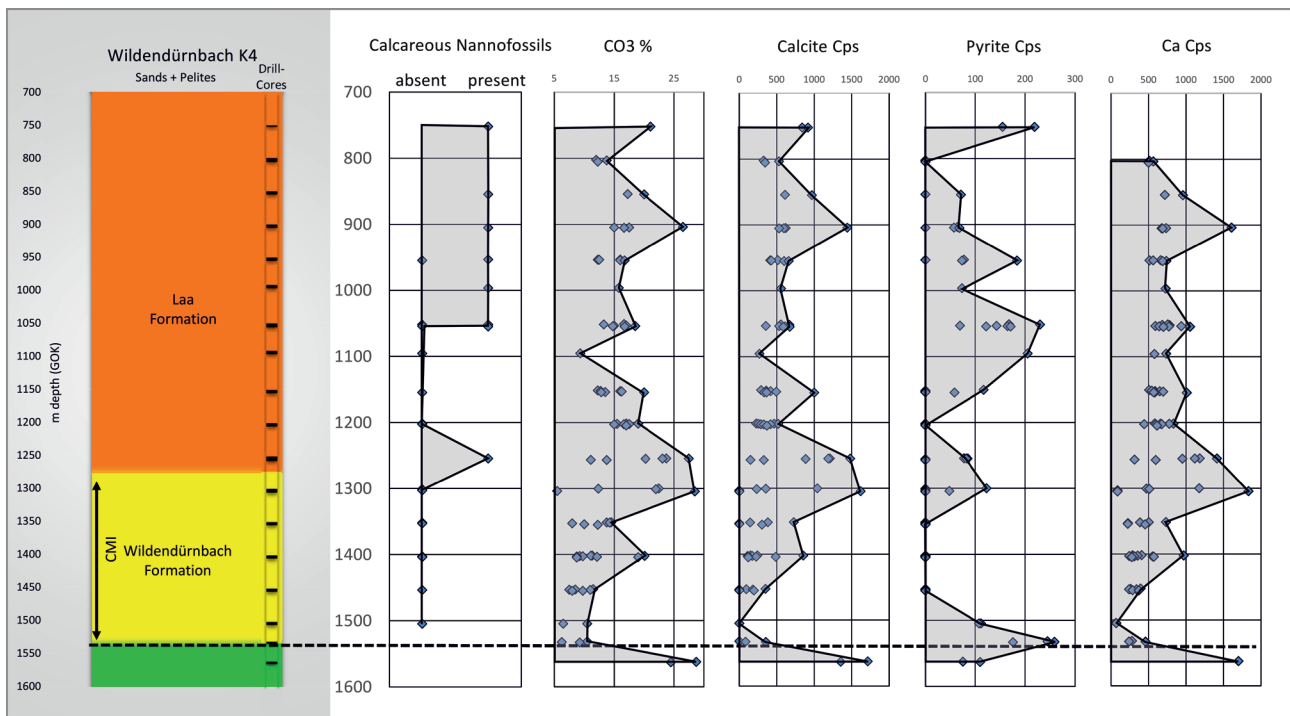 Wildendürnbach K4
Sands + Pelites
Drill-
Cores
Calcareous Nannofossils
CO3 %
Calcite Cps
Pyrite Cps
Ca Cps
absent present
5 15 25
0 500 1000 1500 2000
0 100 200 300
0 500 1000 1500 2000
m depth (GOK)
700
750
800
850
900
950
1000
1050
1100
1150
1200
1250
1300
1350
1400
1450
1500
1550
1600
Laa
Formation
CMI
Wildendürnbach
Formation
700
800
900
1000
1100
1200
1300
1400
1500
1600